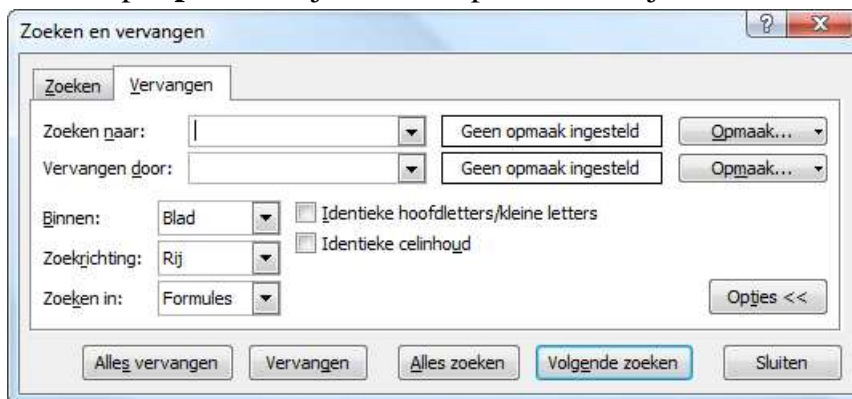 Zoeken en vervangen
Zoeken Vervangen
Zoeken naar: Geen opmaak ingesteld Opmaak...
Vervangen door: Geen opmaak ingesteld Opmaak...
Binnen: Blad Identieke hoofdletters/kleine letters
Identieke celinhoud
Zoekrichting: Rij
Zoeken in: Formules Opties <<
Alles vervangen Vervangen Alles zoeken Volgende zoeken Sluiten